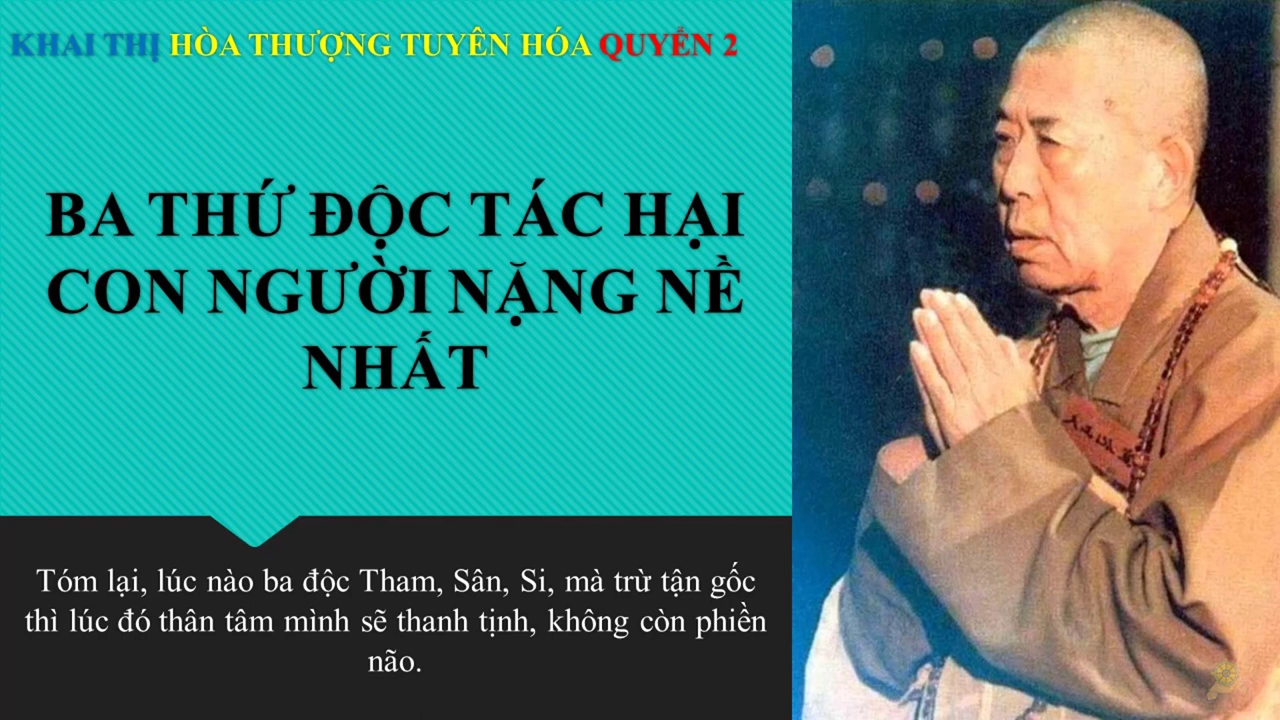 KHAI THỊ HÒA THƯỢNG TUYÊN HÓA QUYỂN 2
BA THỨ ĐỘC TÁC HẠI
CON NGƯỜI NẶNG NỀ
NHẤT
Tóm lại, lúc nào ba độc Tham, Sân, Si, mà trừ tận gốc
thì lúc đó thân tâm mình sẽ thanh tịnh, không còn phiền
não.